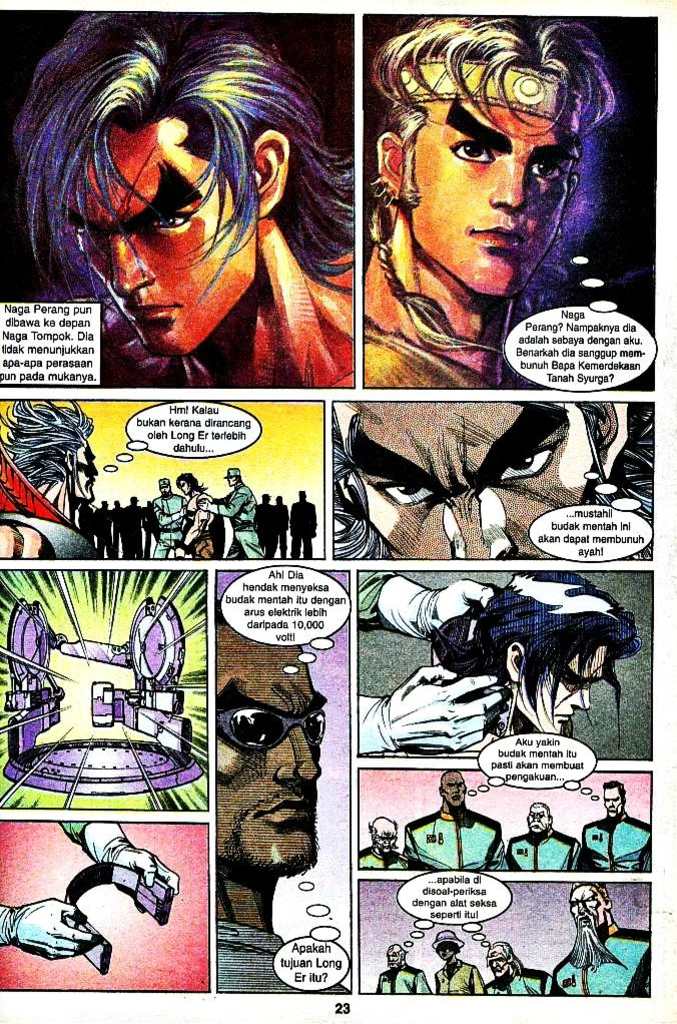 Naga Perang pun
dibawa ke depan
Naga Tompok. Dia
tidak menunjukkan
apa-apa perasaan
pun pada mukanya.
Naga
Perang? Nampaknya dia
adalah sebaya dengan aku.
Benarkah dia sanggup mem-
bunuh Bapa Kemerdekaan
Tanah Syurga?
Hm! Kalau
bukan kerana dirancang
oleh Long Er terlebih
dahulu...
...mustahil
budak mentah ini
akan dapat membunuh
ayah!
Ah! Dia
hendak menyeksa
budak mentah itu dengan
arus elektrik lebih
daripada 10,000
volt!
Apakah
tujuan Long
Er itu?
Aku yakin
budak mentah itu
pasti akan membuat
pengakuan...
...apabila di
disoal-periksa
dengan alat seksa
seperti itu!
23